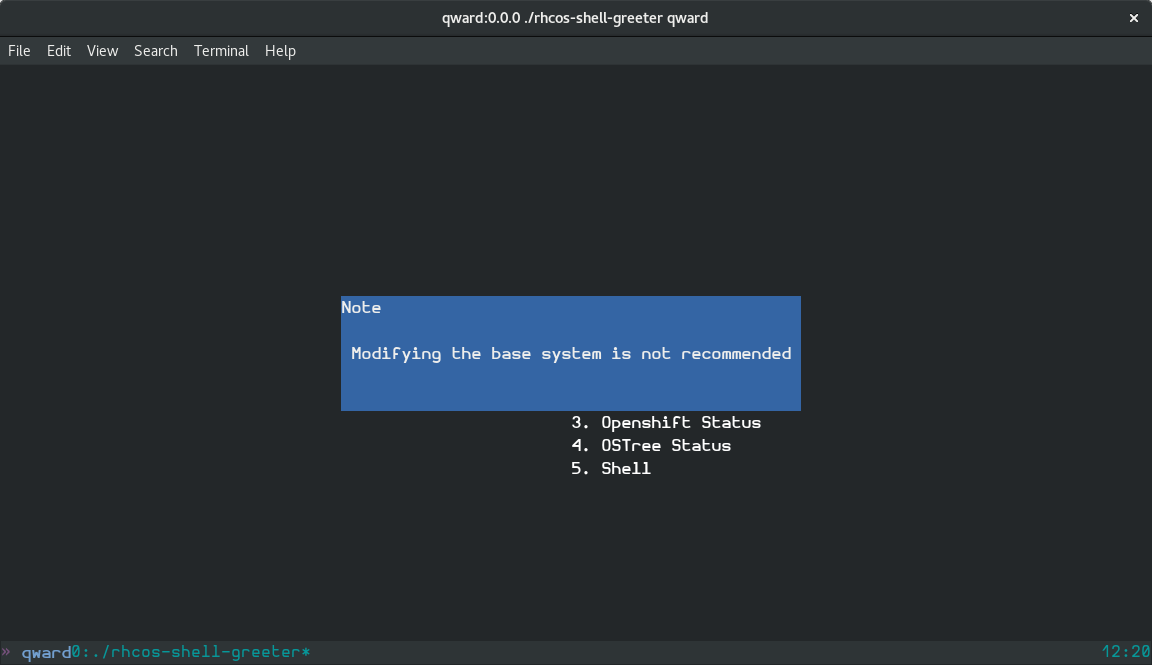 qward:0.0.0 ./rhcos-shell-greeter qward ×
File Edit View Search Terminal Help
Note
Modifying the base system is not recommended
3. Openshift Status
4. OSTree Status
5. Shell
» qward0:./rhcos-shell-greeter* 12:20